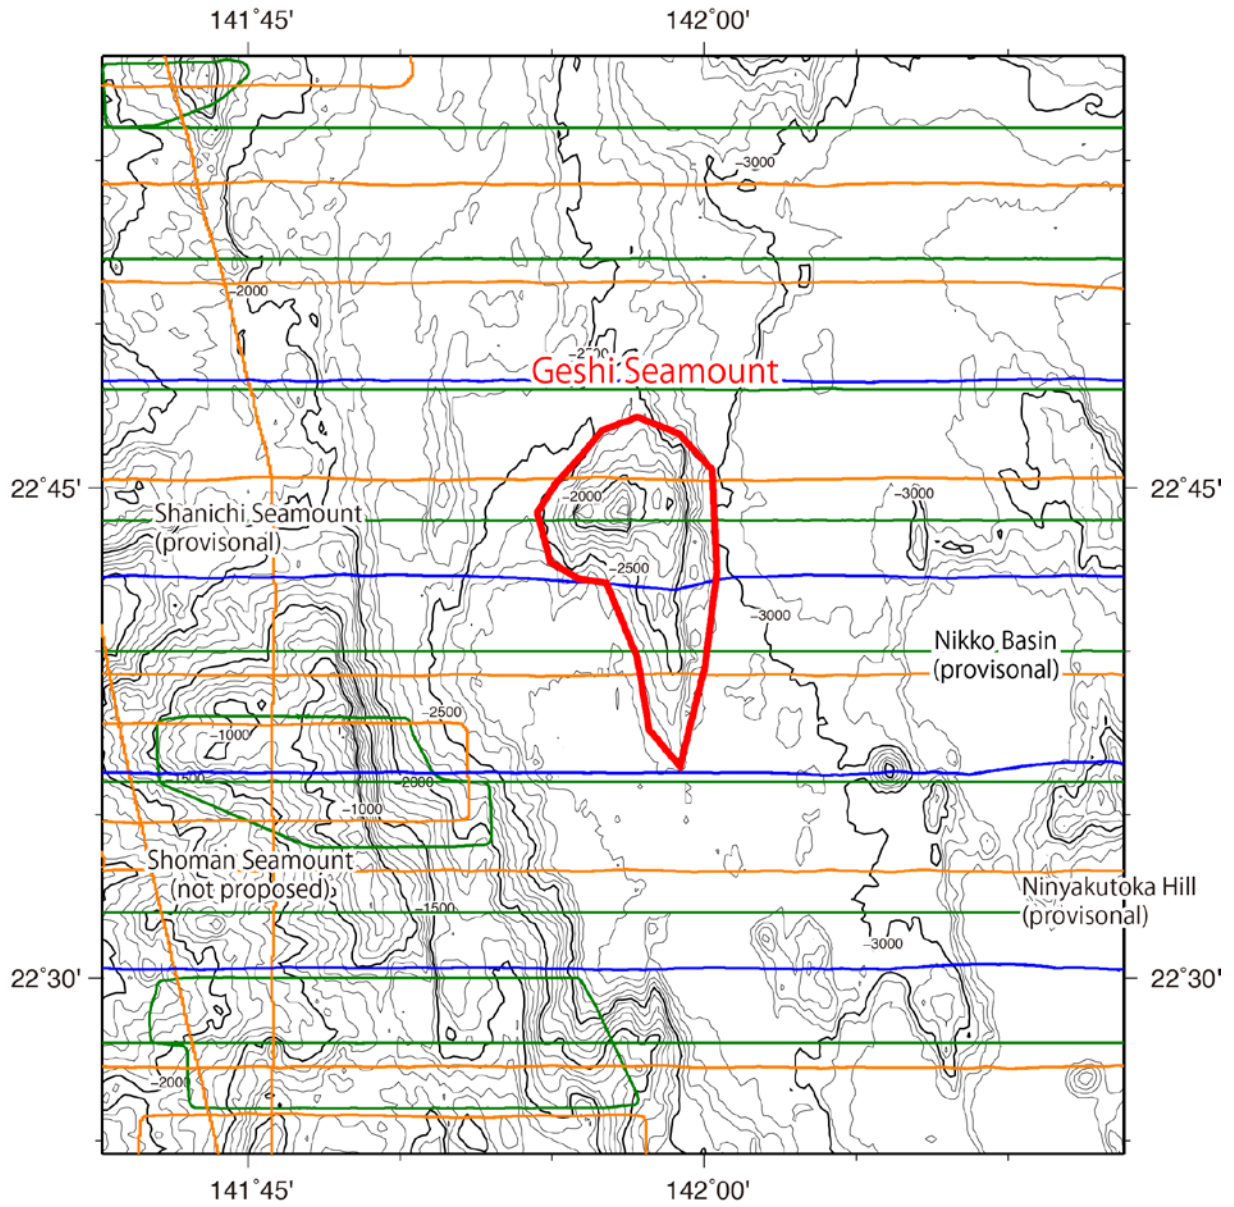 141°45'
142°00'
-3000
-2000
-2500
Geshi Seamount
22°45'
22°45'
-2000
-3000
Shanichi Seamount
(provisonal)
-2500
-3000
Nikko Basin
(provisonal)
-2500
-1000
-1500
-2000
-1000
Shoman Seamount
(not proposed)
Ninyakutoka Hill
(provisonal)
-1500
-3000
22°30'
22°30'
-2000
141°45'
142°00'